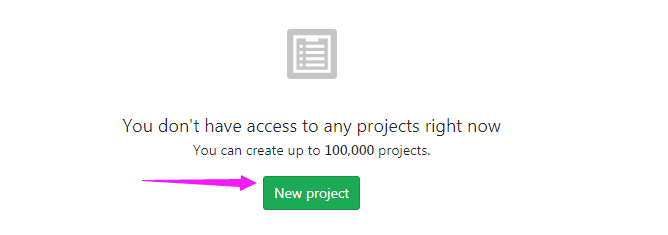 You don't have access to any projects right now
You can create up to 100,000 projects.
New project